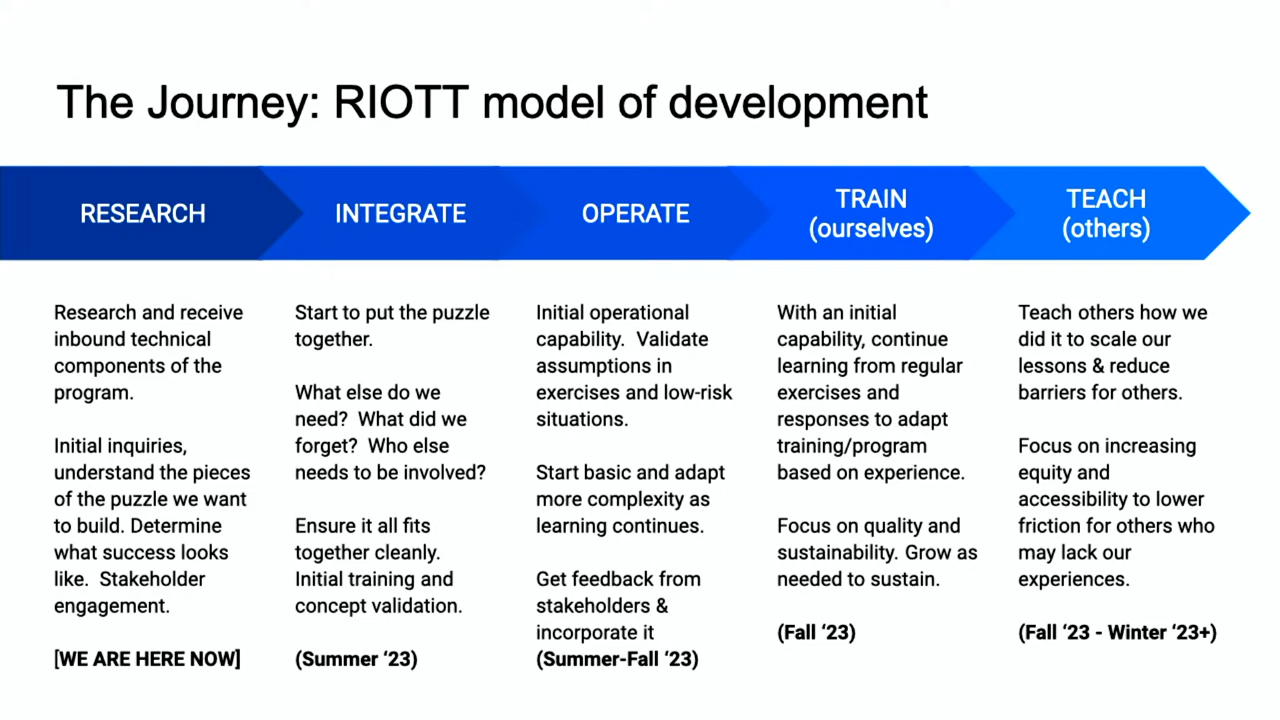 The Journey: RIOTT model of development
RESEARCH
INTEGRATE
OPERATE
TRAIN
(ourselves)
TEACH
(others)
Research and receive
inbound technical
components of the
program.
Initial inquiries,
understand the pieces
of the puzzle we want
to build. Determine
what success looks
like.  Stakeholder
engagement.
[WE ARE HERE NOW]
Start to put the puzzle
together.
What else do we
need?  What did we
forget?  Who else
needs to be involved?
Ensure it all fits
together cleanly.
Initial training and
concept validation.
(Summer ‘23)
Initial operational
capability.  Validate
assumptions in
exercises and low-risk
situations.
Start basic and adapt
more complexity as
learning continues.
Get feedback from
stakeholders &
incorporate it
(Summer-Fall ‘23)
With an initial
capability, continue
learning from regular
exercises and
responses to adapt
training/program
based on experience.
Focus on quality and
sustainability. Grow as
needed to sustain.
(Fall ‘23)
Teach others how we
did it to scale our
lessons & reduce
barriers for others.
Focus on increasing
equity and
accessibility to lower
friction for others who
may lack our
experiences.
(Fall ‘23 - Winter ‘23+)